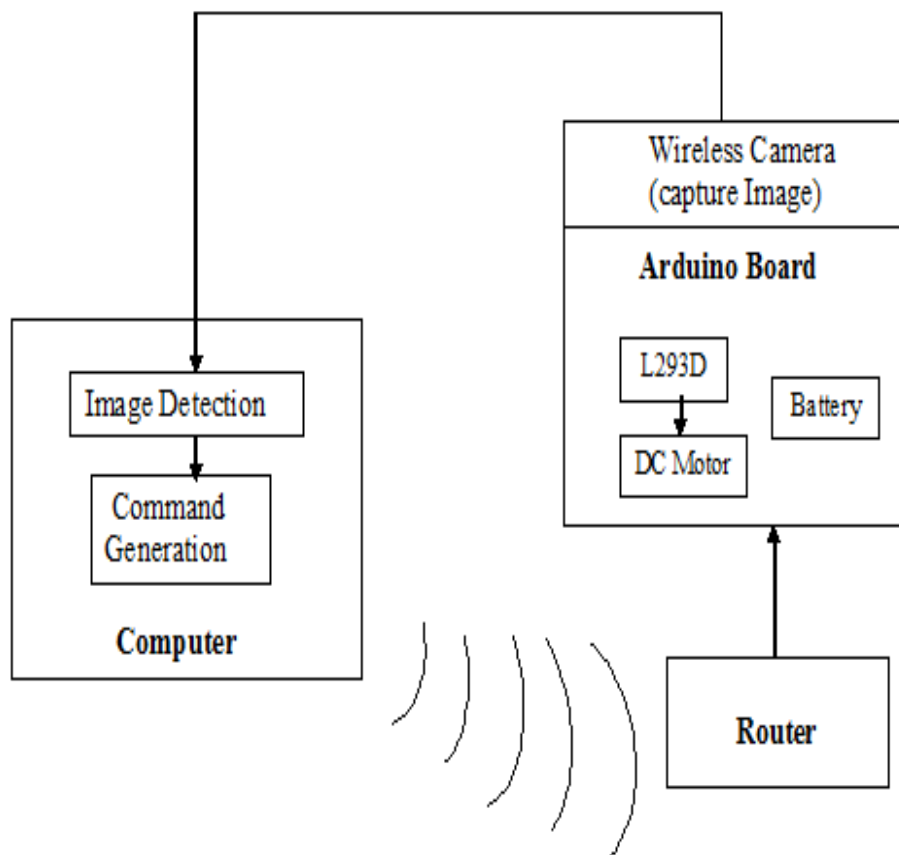 Wireless Camera
(capture Image)
Arduino Board
L293D
Battery
DC Motor
Image Detection
Command
Generation
Computer
Router